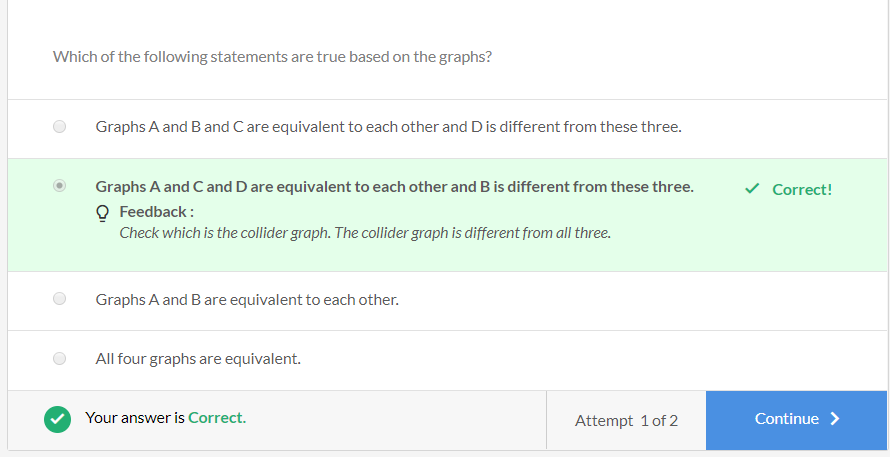 Which of the following statements are true based on the graphs?
Graphs A and B and C are equivalent to each other and D is different from these three.
Graphs A and C and D are equivalent to each other and B is different from these three.
Correct!
Feedback :
Check which is the collider graph. The collider graph is different from all three.
Graphs A and B are equivalent to each other.
All four graphs are equivalent.
Your answer is Correct.
Attempt 1 of 2
Continue